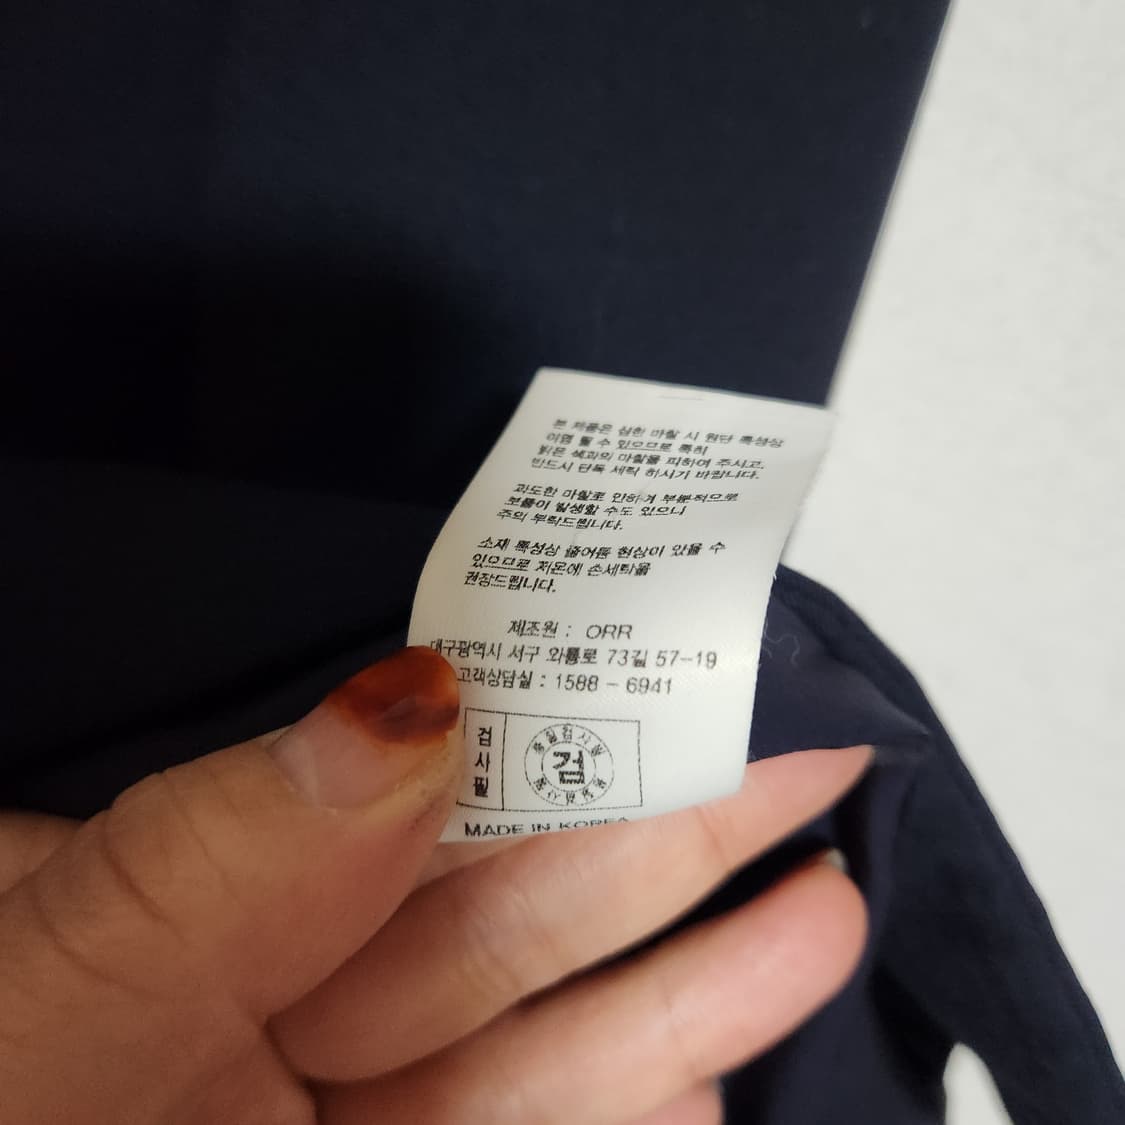 본 제품은 심한 마찰 시 원단 특성상
이염 될 수 있으므로 특히
밝은 색과의 마찰을 피하여 주시고,
반드시 단독 세탁 하시기 바랍니다.
과도한 마찰로 인하여 부분적으로
보풀이 발생할 수도 있으니
주의 부탁드립니다.
소재 특성상 줄어듬 현상이 있을 수
있으므로 저온에 손세탁을
권장드립니다.
제조원 : ORR
대구광역시 서구 와룡로 73길 57-19
고객상담실 : 1588 - 6941
검사필
품질검사필
검
MADE IN KOREA